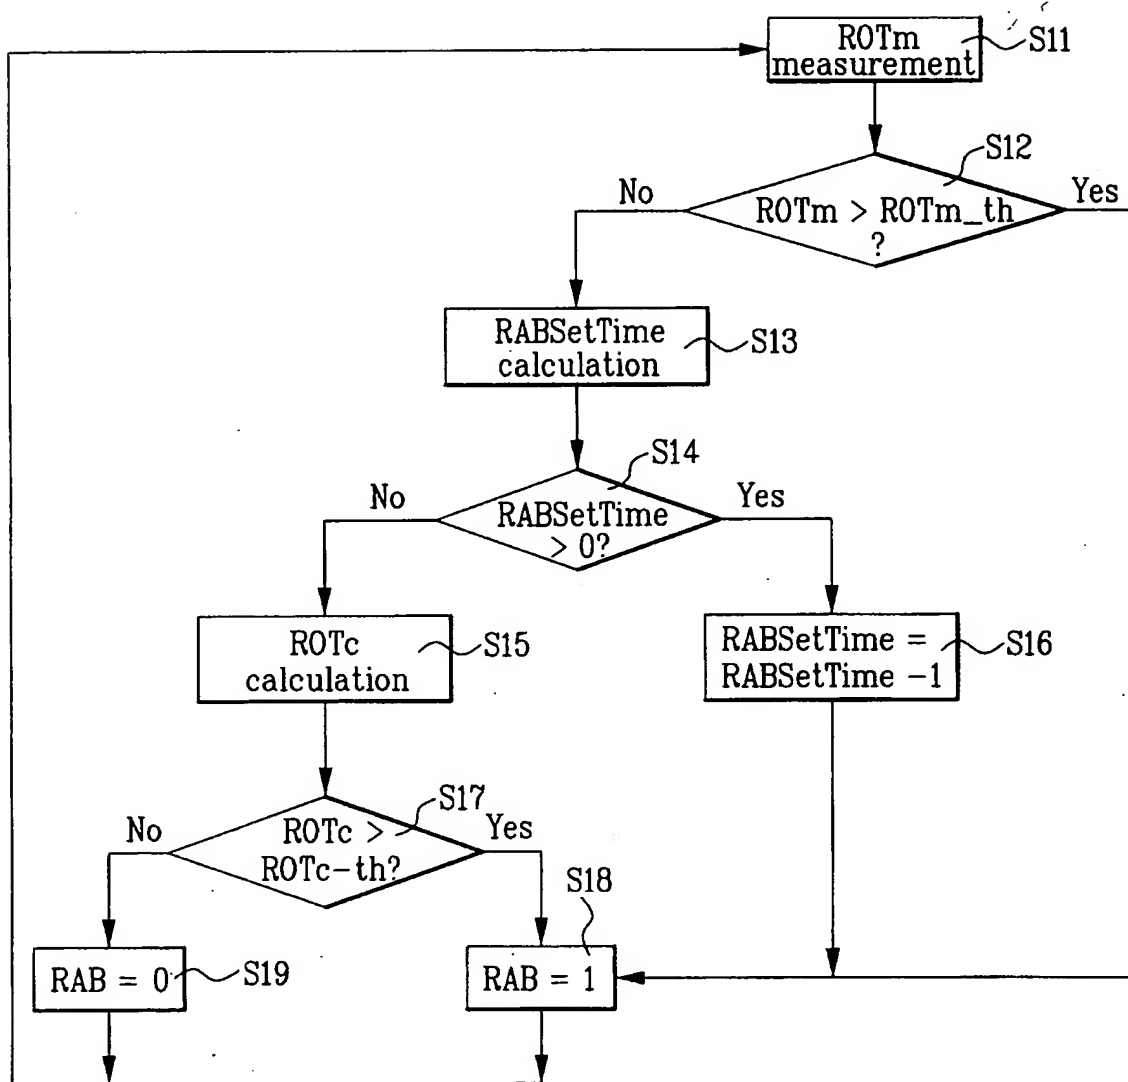 ROTm
measurement
S11
S12
No
Yes
ROTm > ROTm_th
?
RABSetTime
calculation
S13
S14
No
Yes
RABSetTime
> 0?
ROTc
calculation
S15
RABSetTime =
RABSetTime -1
S16
S17
No
Yes
ROTc >
ROTc-th?
S18
RAB = 0
S19
RAB = 1